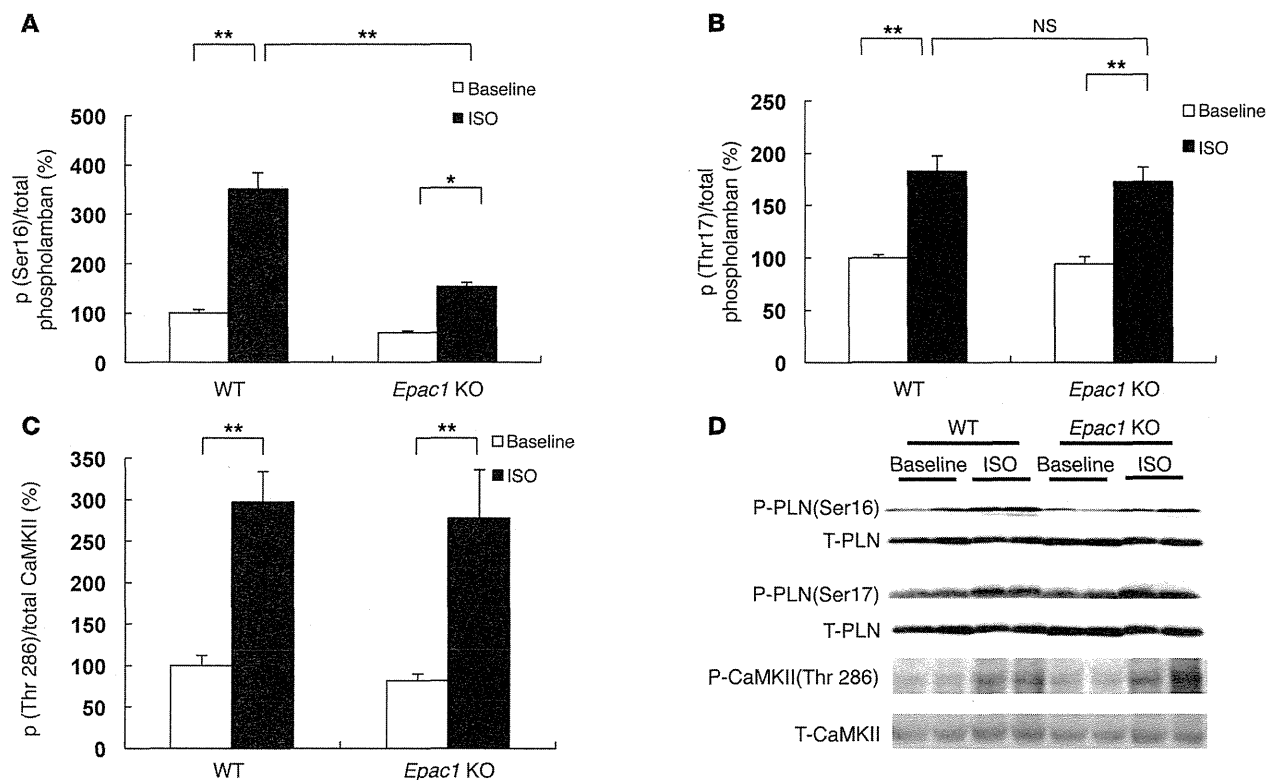 A
**
**
Baseline
ISO
*
500
400
300
200
100
0
p (Ser16)/total
phospholamban (%)
WT
Epac1 KO
B
**
NS
**
Baseline
ISO
250
200
150
100
50
0
p (Thr17)/total
phospholamban (%)
WT
Epac1 KO
C
**
**
Baseline
ISO
350
300
250
200
150
100
50
0
p (Thr 286)/total CaMKII (%)
WT
Epac1 KO
D
WT
Epac1 KO
Baseline ISO Baseline ISO
P-PLN(Ser16)
T-PLN
P-PLN(Ser17)
T-PLN
P-CaMKII(Thr 286)
T-CaMKII